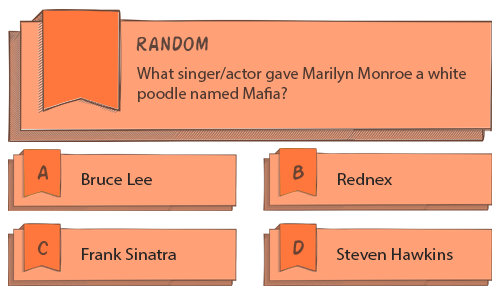 RANDOM
What singer/actor gave Marilyn Monroe a white
poodle named Mafia?
A
Bruce Lee
B
Rednex
C
Frank Sinatra
D
Steven Hawkins